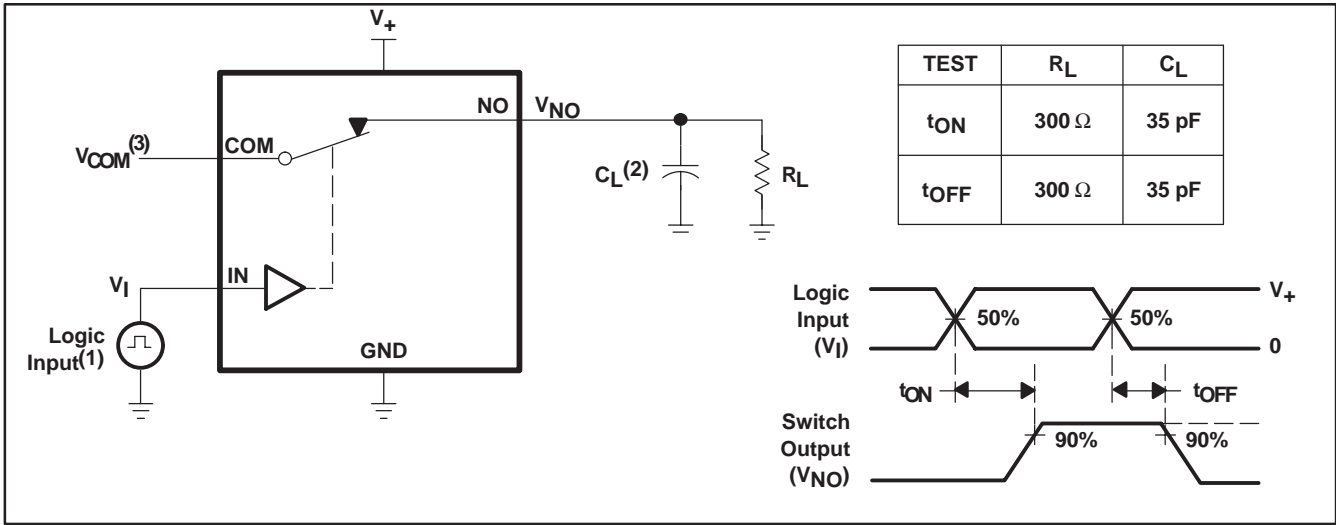 V+
NO
VNO
VCOM(3)
COM
CL(2)
RL
VI
IN
Logic
Input(1)
GND
TEST RL CL
tON 300 Ω 35 pF
tOFF 300 Ω 35 pF
Logic
Input
(VI)
50%
50%
V+
0
tON
tOFF
Switch
Output
(VNO)
90%
90%